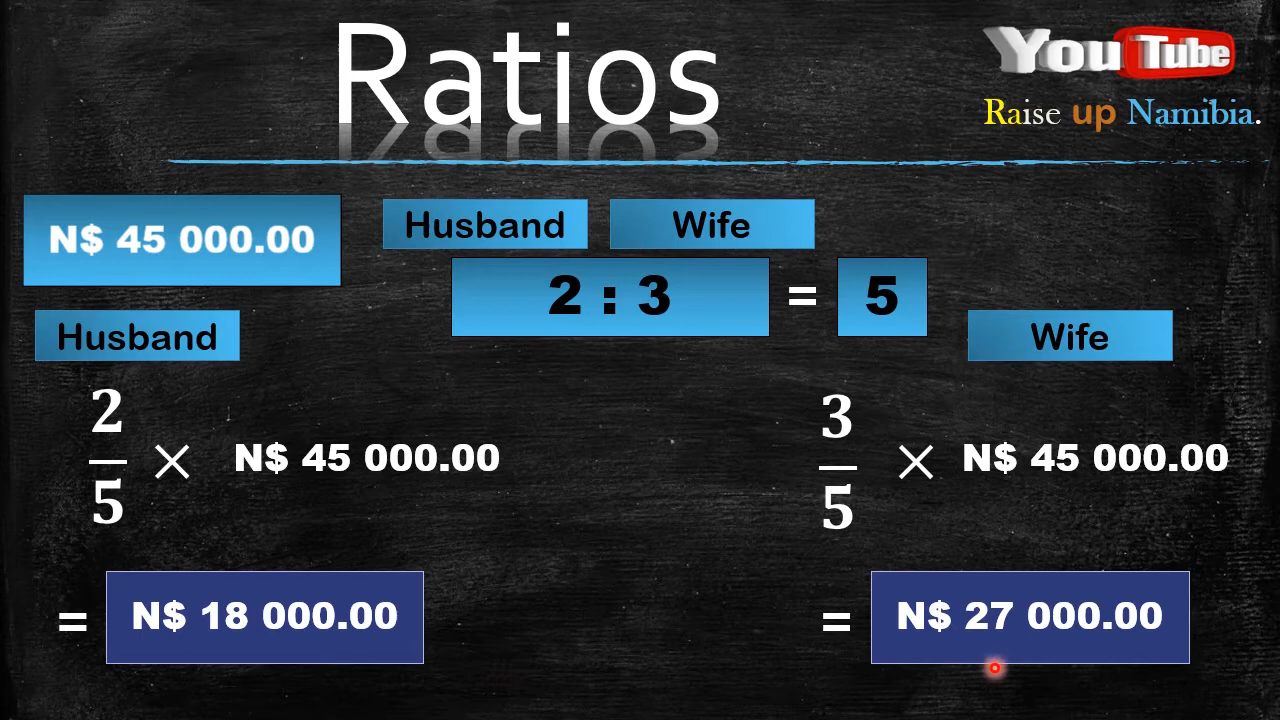 Ratios
YouTube
Raise up Namibia.
N$ 45 000.00
Husband
Wife
2 : 3 = 5
Husband
2/5 × N$ 45 000.00
= N$ 18 000.00
Wife
3/5 × N$ 45 000.00
= N$ 27 000.00